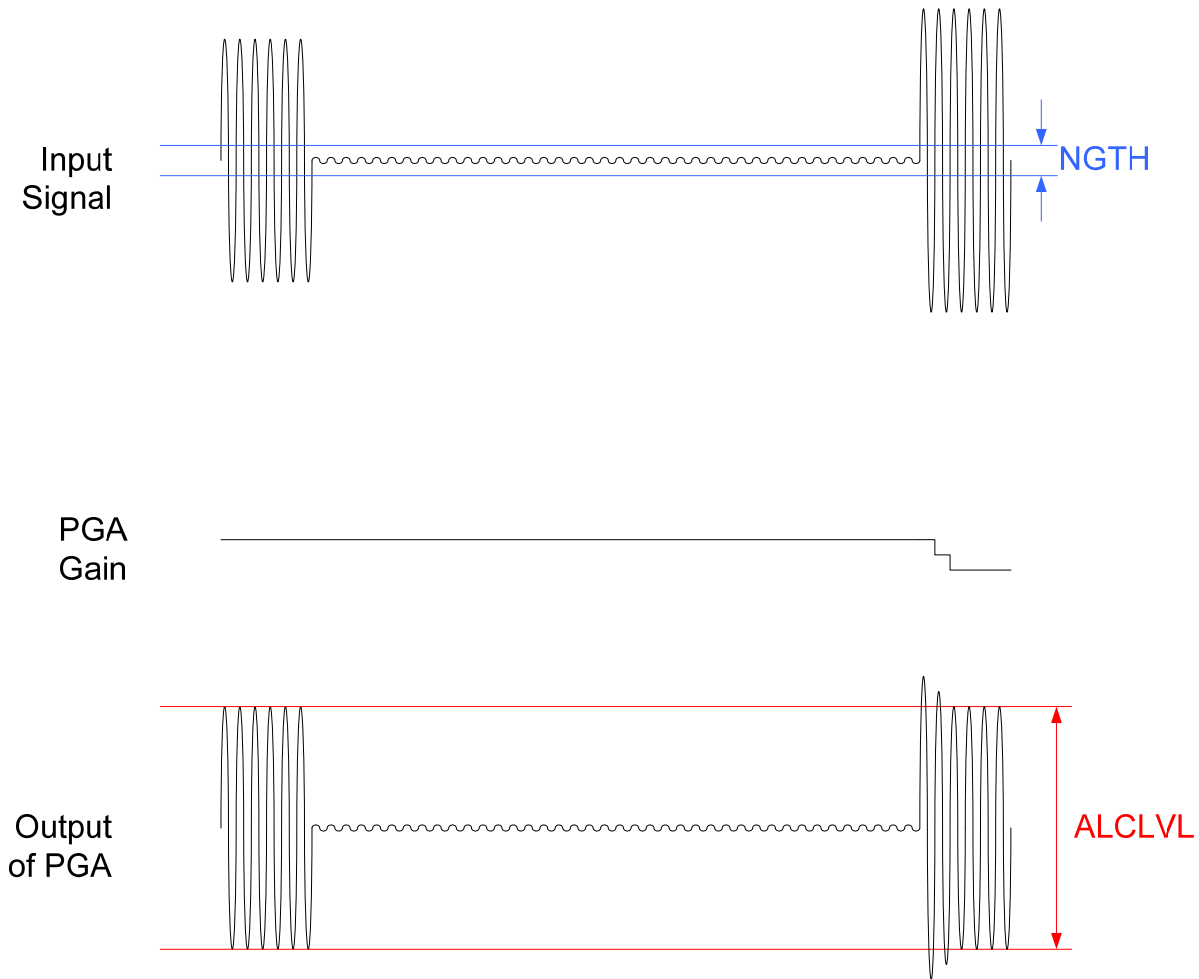 Input
Signal
NGTH
PGA
Gain
Output
of PGA
ALCLVL